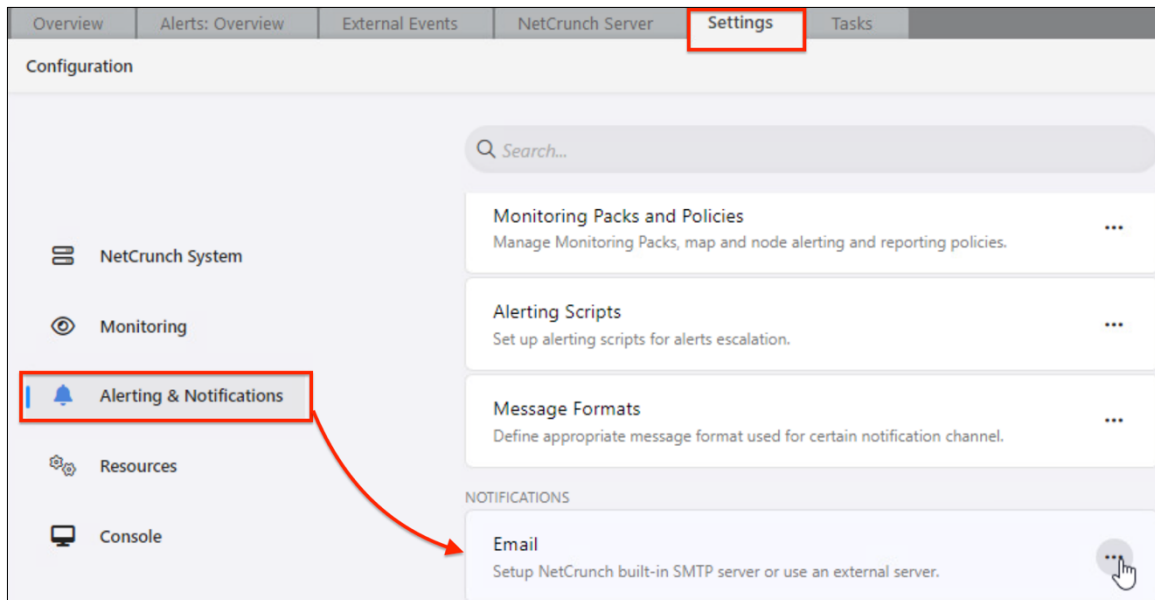 Overview
Alerts: Overview
External Events
NetCrunch Server
Settings
Tasks
Configuration
Search...
NetCrunch System
Monitoring
Alerting & Notifications
Resources
Console
Monitoring Packs and Policies
Manage Monitoring Packs, map and node alerting and reporting policies.
Alerting Scripts
Set up alerting scripts for alerts escalation.
Message Formats
Define appropriate message format used for certain notification channel.
NOTIFICATIONS
Email
Setup NetCrunch built-in SMTP server or use an external server.